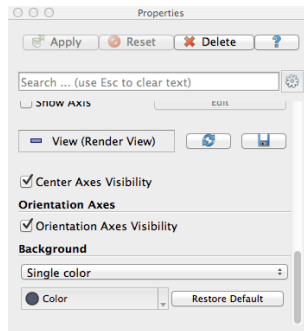 Properties
Apply Reset Delete ?
Search ... (use Esc to clear text)
Show Axis Edit
View (Render View)
Center Axes Visibility
Orientation Axes
Orientation Axes Visibility
Background
Single color
Color Restore Default